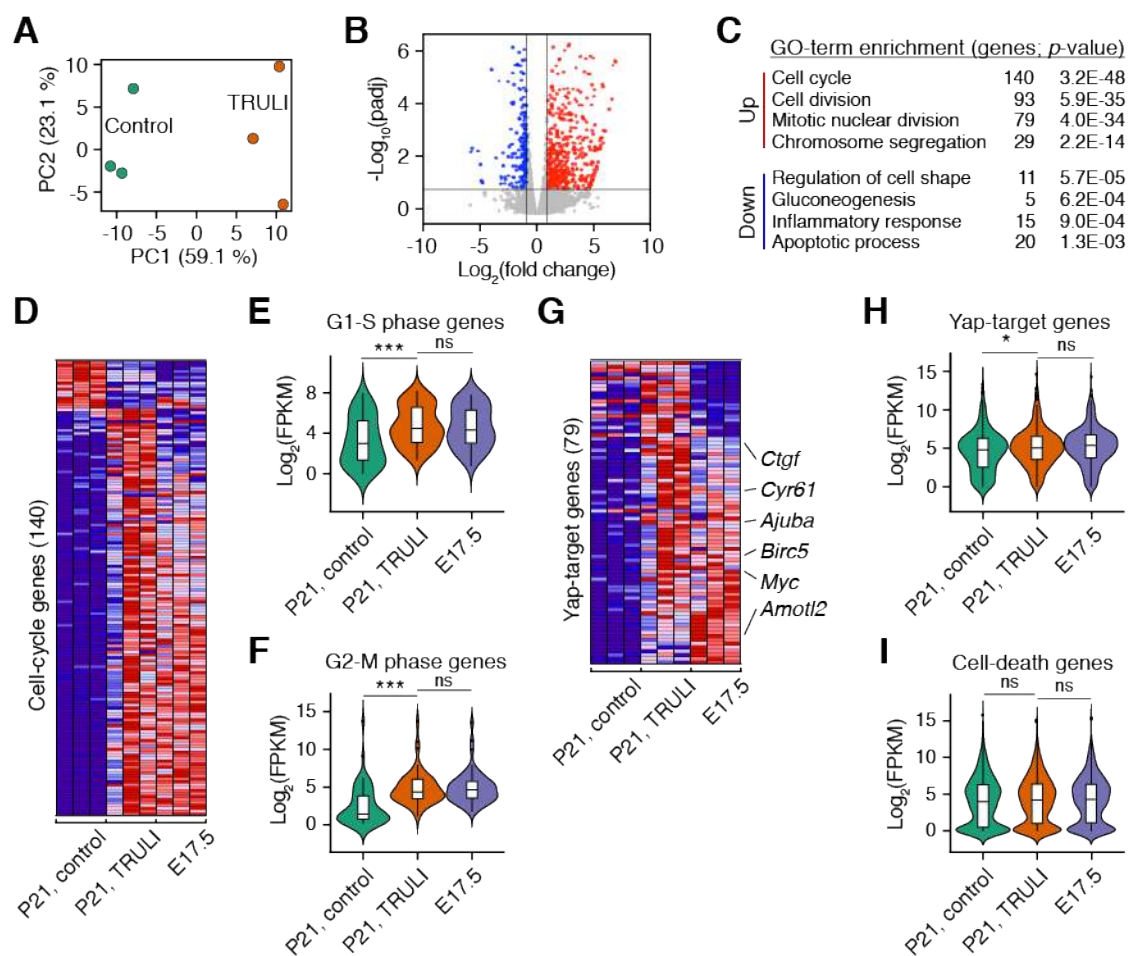 A
PC2 (23.1 %)
10
5
0
-5
Control
TRULI
-10
-5
0
5
10
PC1 (59.1 %)
B
-Log10(padj)
6
4
2
0
-10
-5
0
5
10
Log2(fold change)
C
GO-term enrichment (genes; p-value)
Up
Cell cycle 140 3.2E-48
Cell division 93 5.9E-35
Mitotic nuclear division 79 4.0E-34
Chromosome segregation 29 2.2E-14
Down
Regulation of cell shape 11 5.7E-05
Gluconeogenesis 5 6.2E-04
Inflammatory response 15 9.0E-04
Apoptotic process 20 1.3E-03
D
Cell-cycle genes (140)
P21, control
P21, TRULI
E17.5
E
G1-S phase genes
*** ns
Log2(FPKM)
8
4
0
P21, control
P21, TRULI
E17.5
F
G2-M phase genes
*** ns
Log2(FPKM)
15
10
5
0
P21, control
P21, TRULI
E17.5
G
Yap-target genes (79)
Ctgf
Cyr61
Ajuba
Birc5
Myc
Amotl2
P21, control
P21, TRULI
E17.5
H
Yap-target genes
* ns
Log2(FPKM)
15
10
5
0
P21, control
P21, TRULI
E17.5
I
Cell-death genes
ns ns
Log2(FPKM)
15
10
5
0
P21, control
P21, TRULI
E17.5